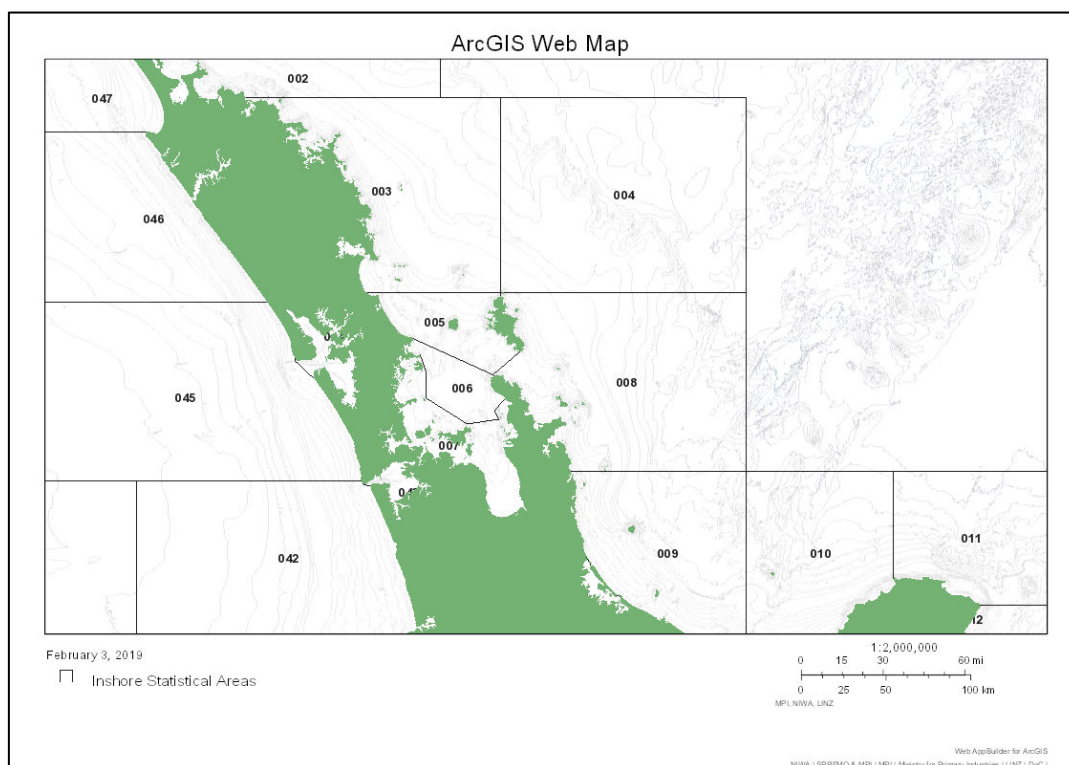 ArcGIS Web Map
002
047
003
004
046
005
006
008
045
007
042
009
010
011
February 3, 2019
Inshore Statistical Areas
1:2,000,000
0 15 30 60 mi
0 25 50 100 km
MPI, NIWA, LINZ
Web AppBuilder for ArcGIS